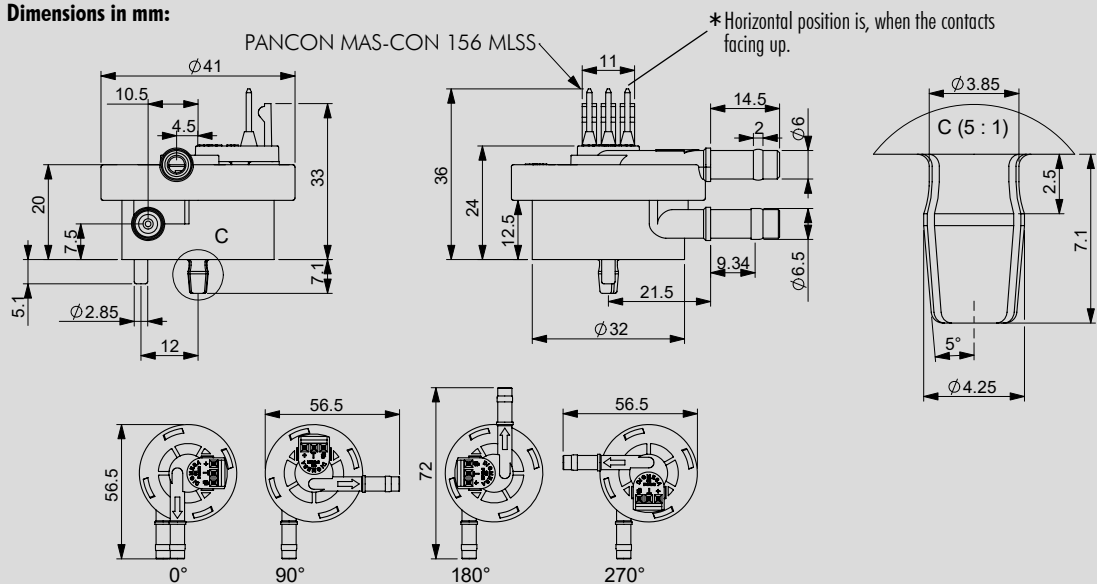 Dimensions in mm:
*Horizontal position is, when the contacts
facing up.
PANCON MAS-CON 156 MLSS
Ø41
10.5
4.5
20
7.5
5.1
Ø2.85
12
33
7.1
C
11
36
24
12.5
14.5
2
Ø6
9.34
Ø6.5
21.5
Ø32
Ø3.85
C (5 : 1)
2.5
7.1
5°
Ø4.25
56.5
0°
56.5
90°
72
180°
56.5
270°